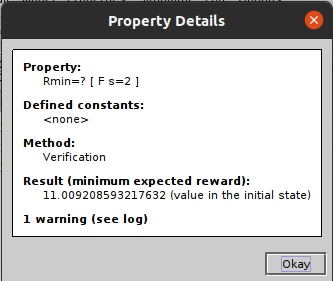 Property Details
Property:
Rmin=? [ F s=2 ]
Defined constants:
<none>
Method:
Verification
Result (minimum expected reward):
11.009208593217632 (value in the initial state)
1 warning (see log)
Okay